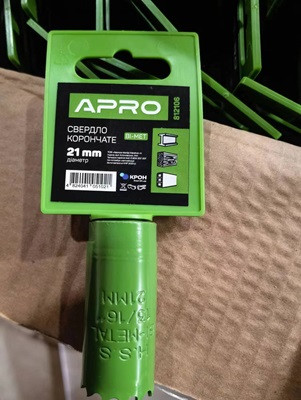 APRO
812106
СВЕРДЛО
КОРОНЧАТЕ
BI-MET
21 mm
діаметр
КРОН
H.S.S
BI-METAL
13/16"
21MM